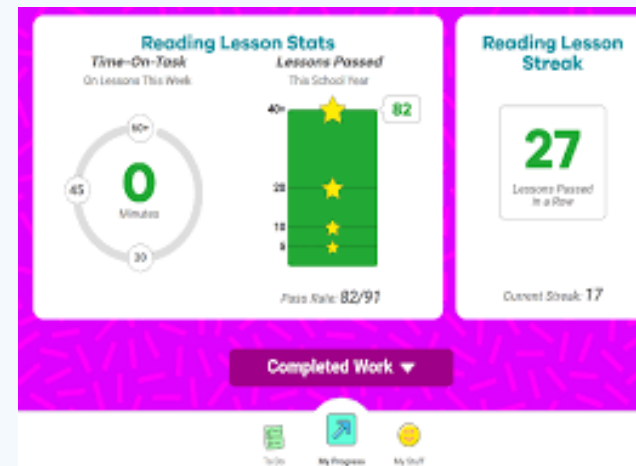 Reading Lesson Stats
Time-On-Task
On Lessons This Week
60+
45
0
Minutes
30
Lessons Passed
This School Year
40+
82
20
10
5
Pass Rate: 82/91
Reading Lesson
Streak
27
Lessons Passed
In a Row
Current Streak: 17
Completed Work
To Do
My Progress
My Stuff